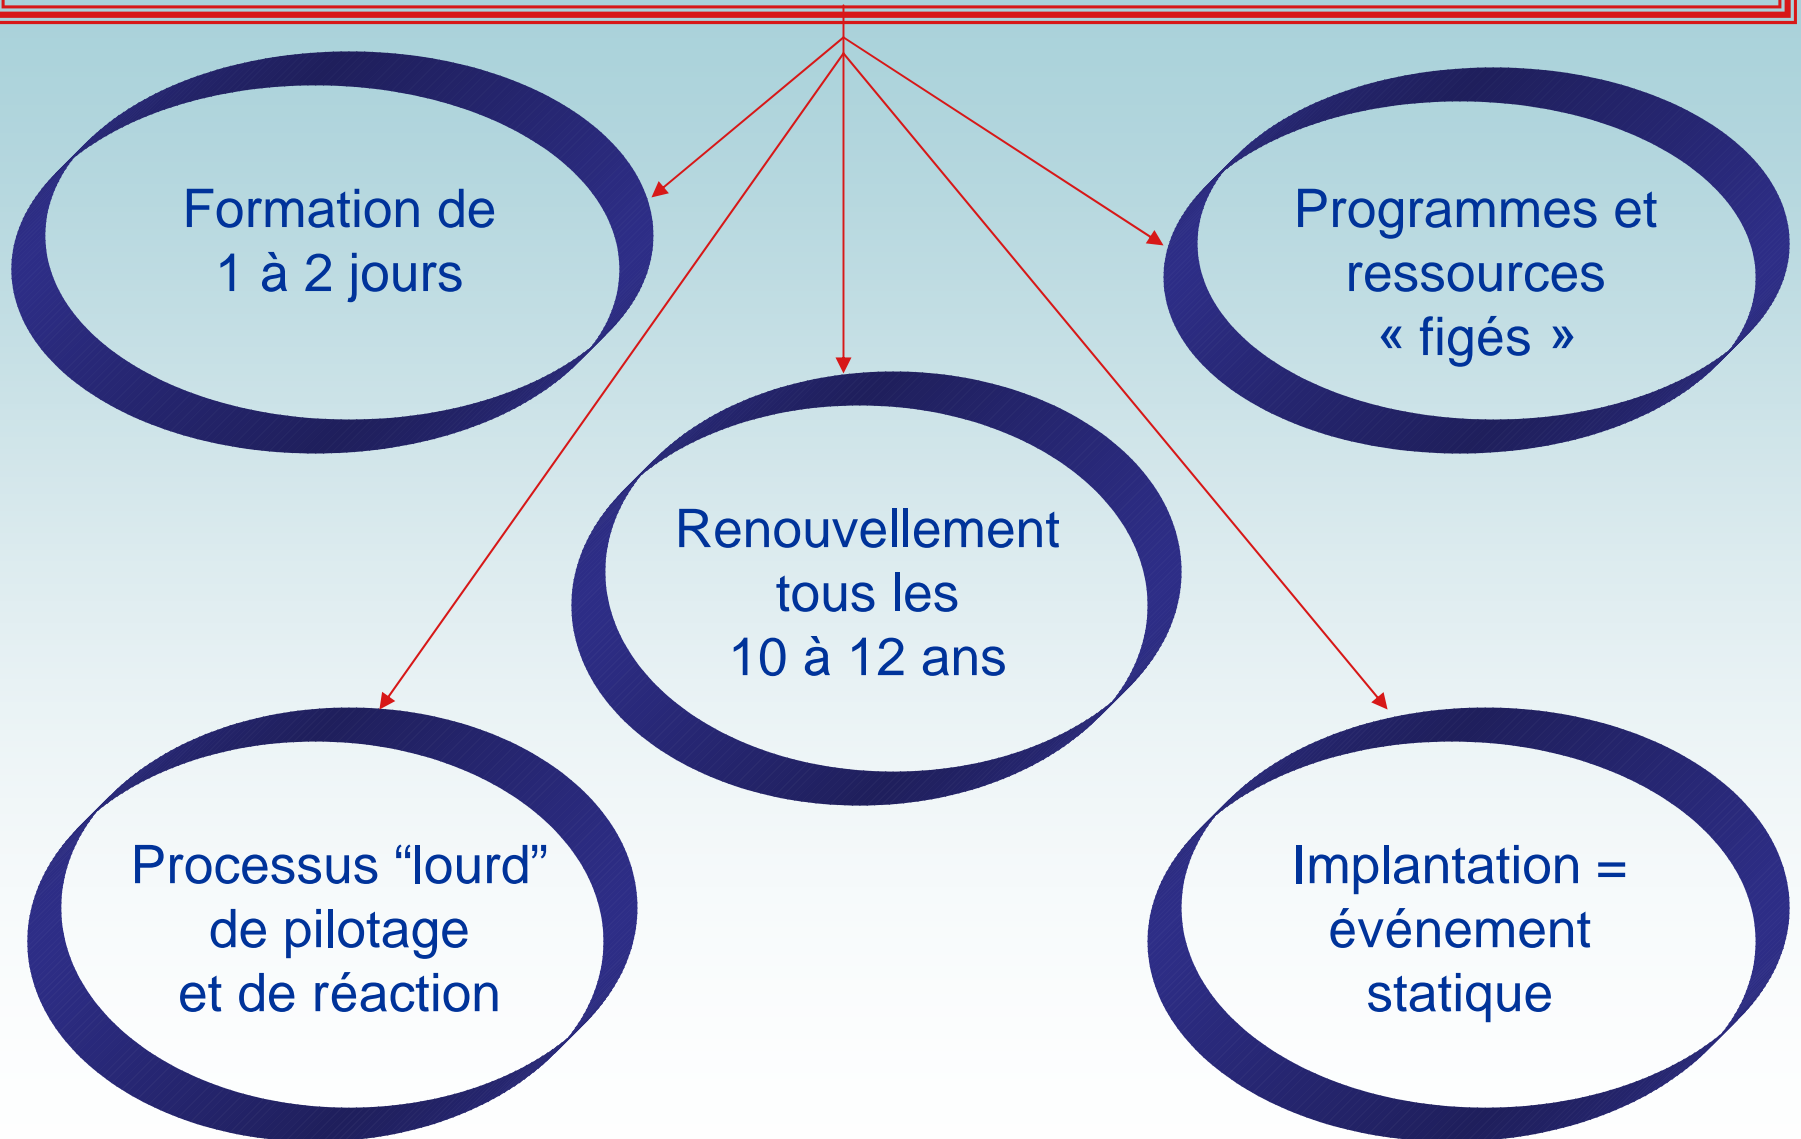 Formation de
1 à 2 jours
Programmes et
ressources
« figés »
Renouvellement
tous les
10 à 12 ans
Processus “lourd”
de pilotage
et de réaction
Implantation =
événement
statique